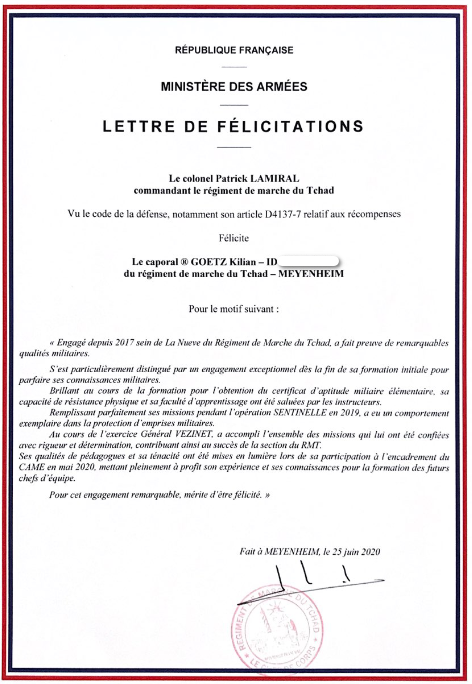 RÉPUBLIQUE FRANÇAISE
MINISTÈRE DES ARMÉES
LETTRE DE FÉLICITATIONS
Le colonel Patrick LAMIRAL
commandant le régiment de marche du Tchad
Vu le code de la défense, notamment son article D4137-7 relatif aux récompenses
Félicite
Le caporal ® GOETZ Kilian – ID
du régiment de marche du Tchad – MEYENHEIM
Pour le motif suivant :
« Engagé depuis 2017 sein de La Nueve du Régiment de Marche du Tchad, a fait preuve de remarquables
qualités militaires.
S'est particulièrement distingué par un engagement exceptionnel dès la fin de sa formation initiale pour
parfaire ses connaissances militaires.
Brillant au cours de la formation pour l'obtention du certificat d'aptitude miliaire élémentaire, sa
capacité de résistance physique et sa faculté d'apprentissage ont été saluées par les instructeurs.
Remplissant parfaitement ses missions pendant l'opération SENTINELLE en 2019, a eu un comportement
exemplaire dans la protection d'emprises militaires.
Au cours de l'exercice Général VEZINET, a accompli l'ensemble des missions qui lui ont été confiées
avec rigueur et détermination, contribuant ainsi au succès de la section du RMT.
Ses qualités de pédagogues et sa ténacité ont été mises en lumière lors de sa participation à l'encadrement du
CAME en mai 2020, mettant pleinement à profit son expérience et ses connaissances pour la formation des futurs
chefs d'équipe.
Pour cet engagement remarquable, mérite d'être félicité. »
Fait à MEYENHEIM, le 25 juin 2020
REGIMENT DE MARCHE DU TCHAD